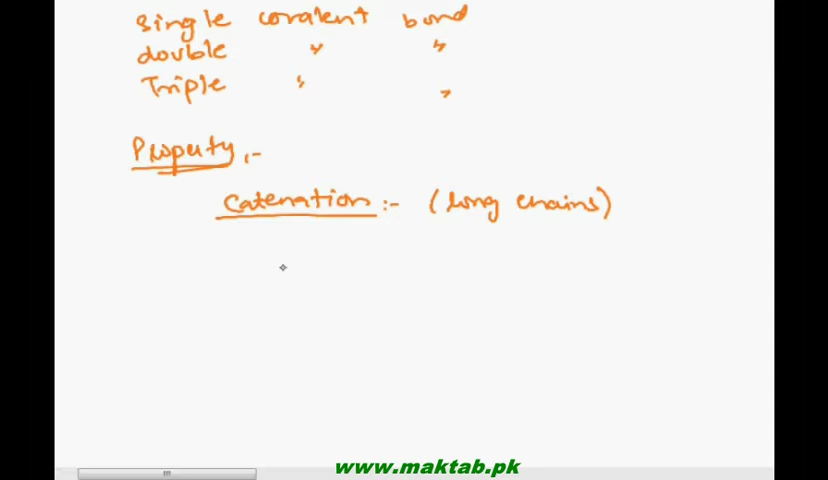 single covalent bond
double " "
Triple " "
Property :-
Catenation :- (long chains)
www.maktab.pk